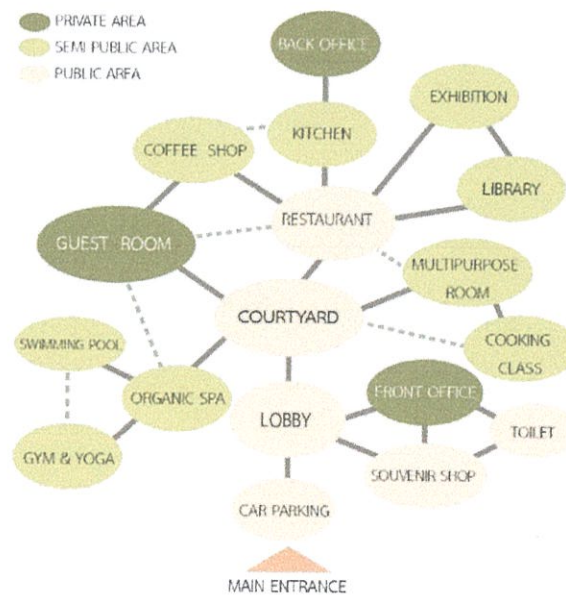 PRIVATE AREA
SEMI PUBLIC AREA
PUBLIC AREA
BACK OFFICE
EXHIBITION
KITCHEN
COFFEE SHOP
LIBRARY
RESTAURANT
GUEST ROOM
MULTIPURPOSE
ROOM
COURTYARD
SWIMMING POOL
COOKING
CLASS
FRONT OFFICE
ORGANIC SPA
LOBBY
TOILET
GYM & YOGA
SOUVENIR SHOP
CAR PARKING
MAIN ENTRANCE